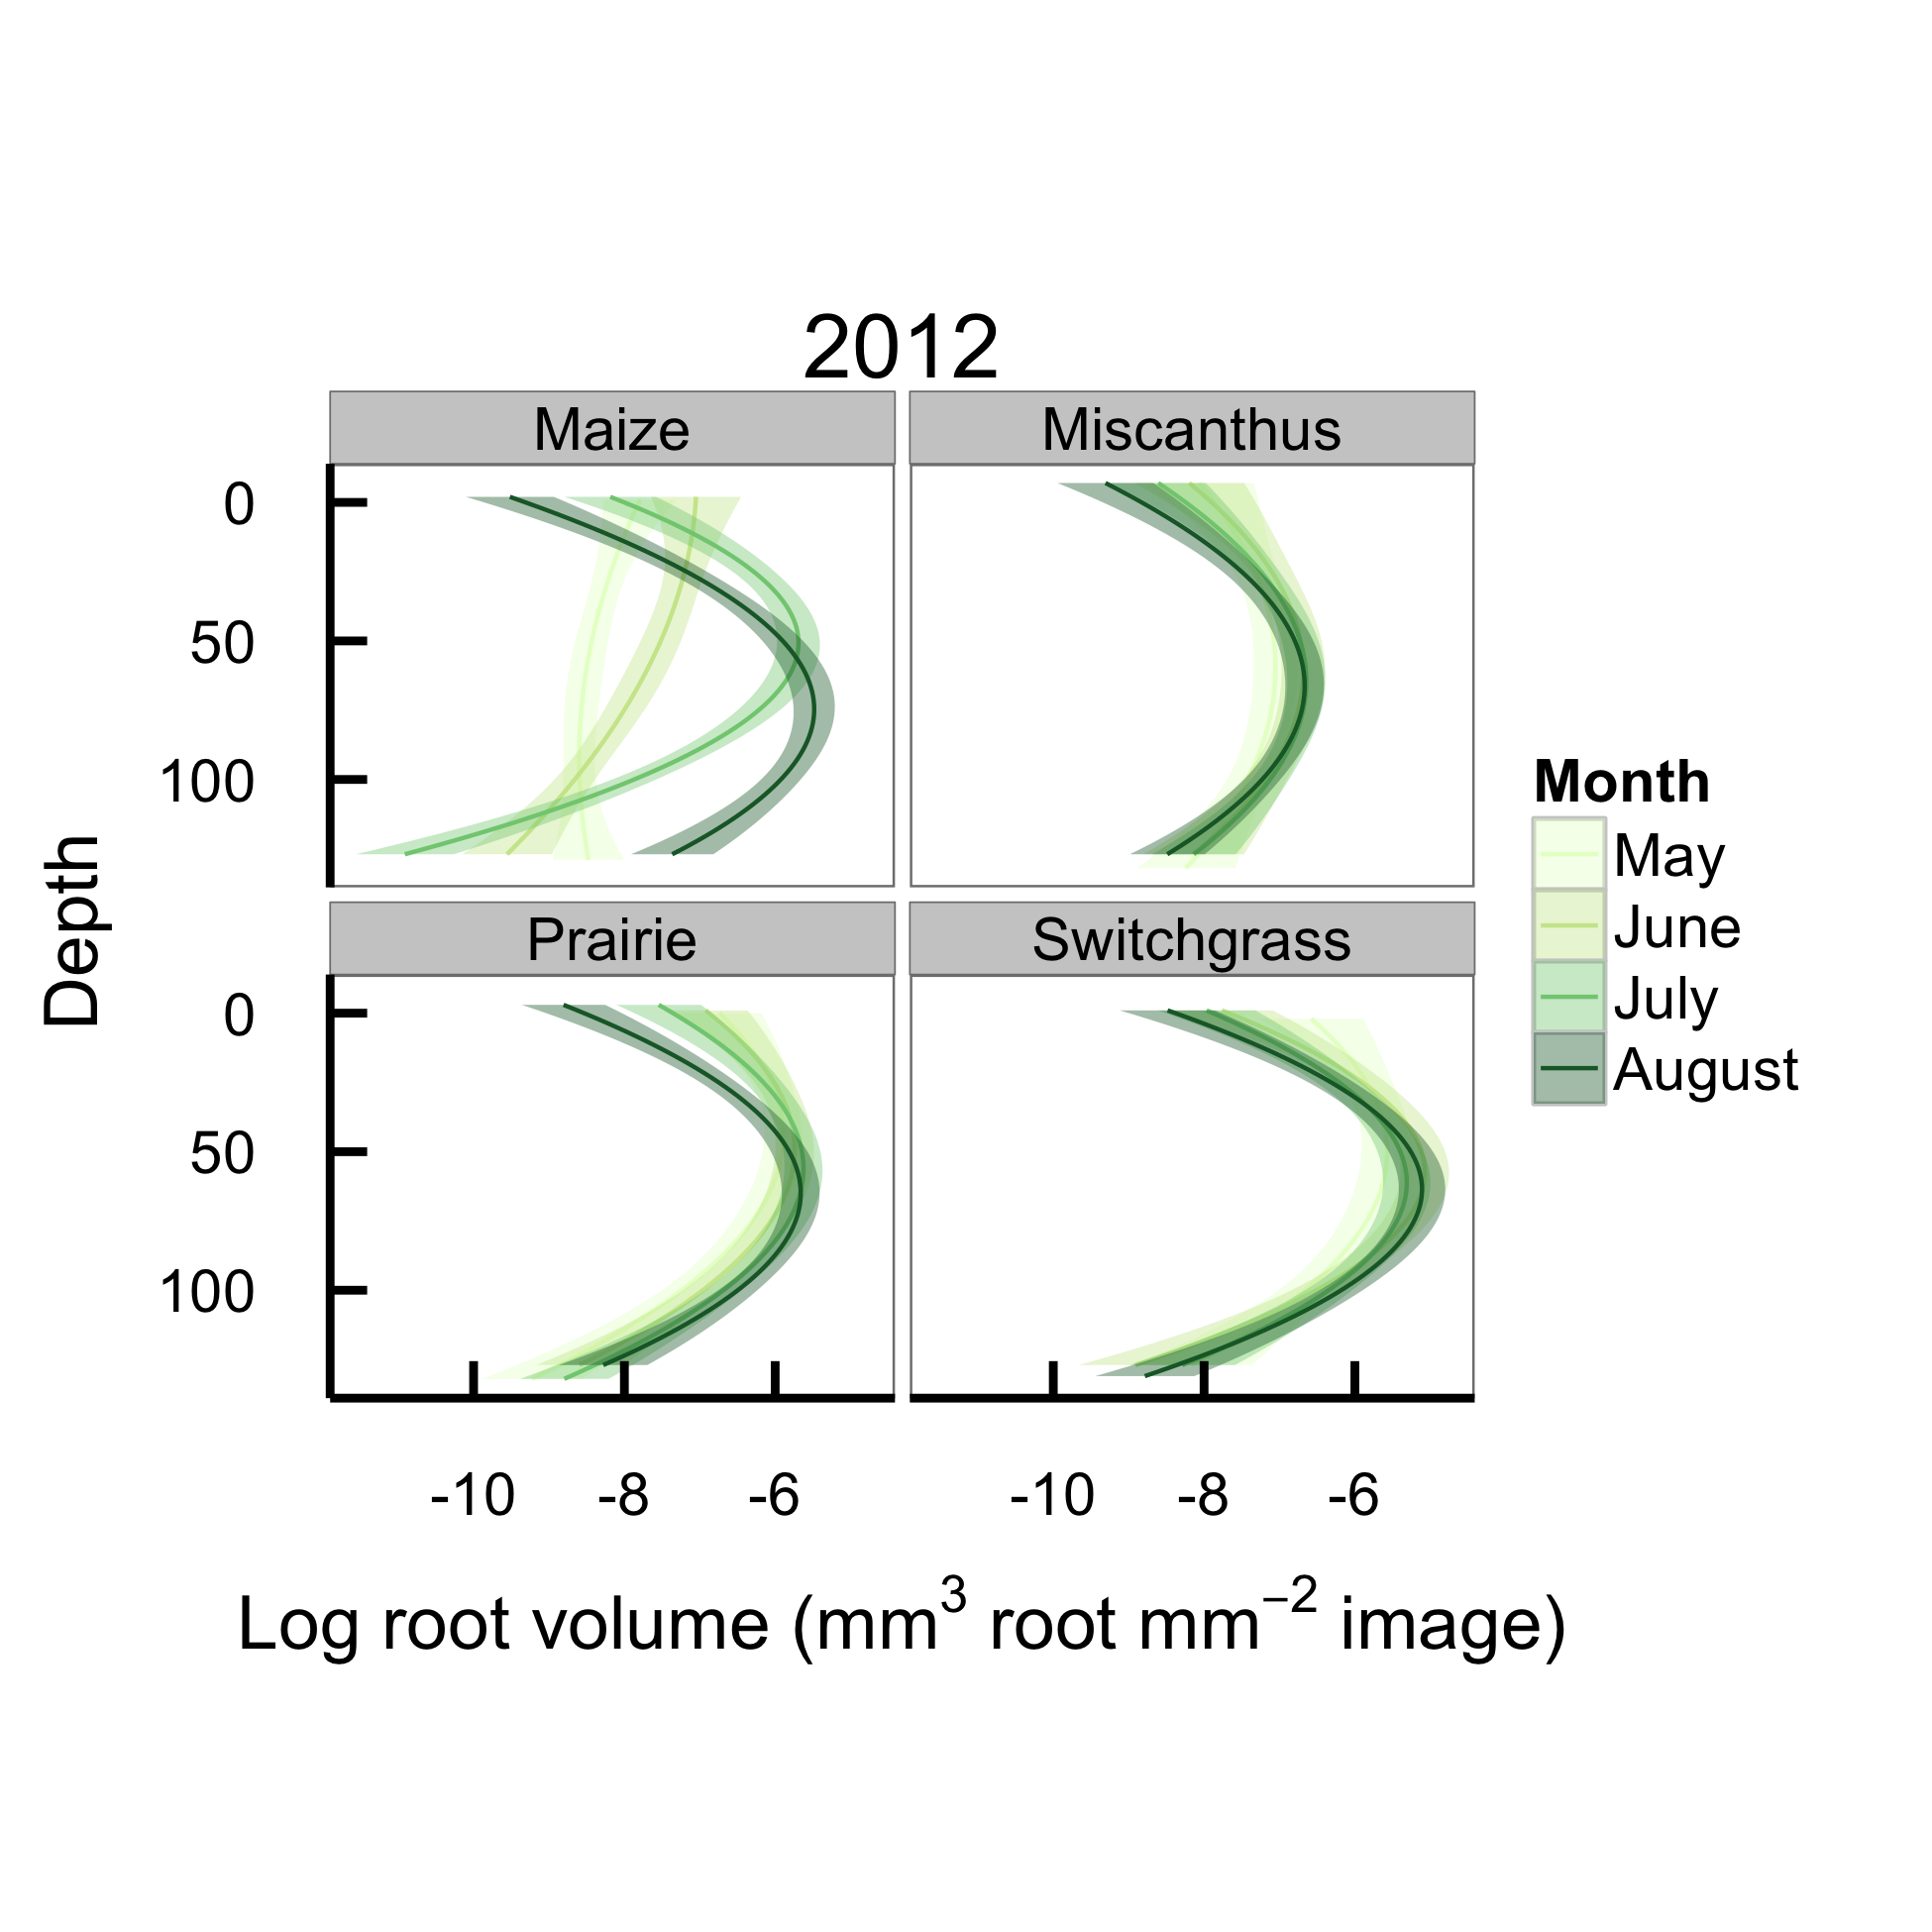 2012
Maize
Miscanthus
0
50
100
Prairie
Switchgrass
0
50
100
Depth
-10
-8
-6
-10
-8
-6
Log root volume (mm³ root mm⁻² image)
Month
May
June
July
August